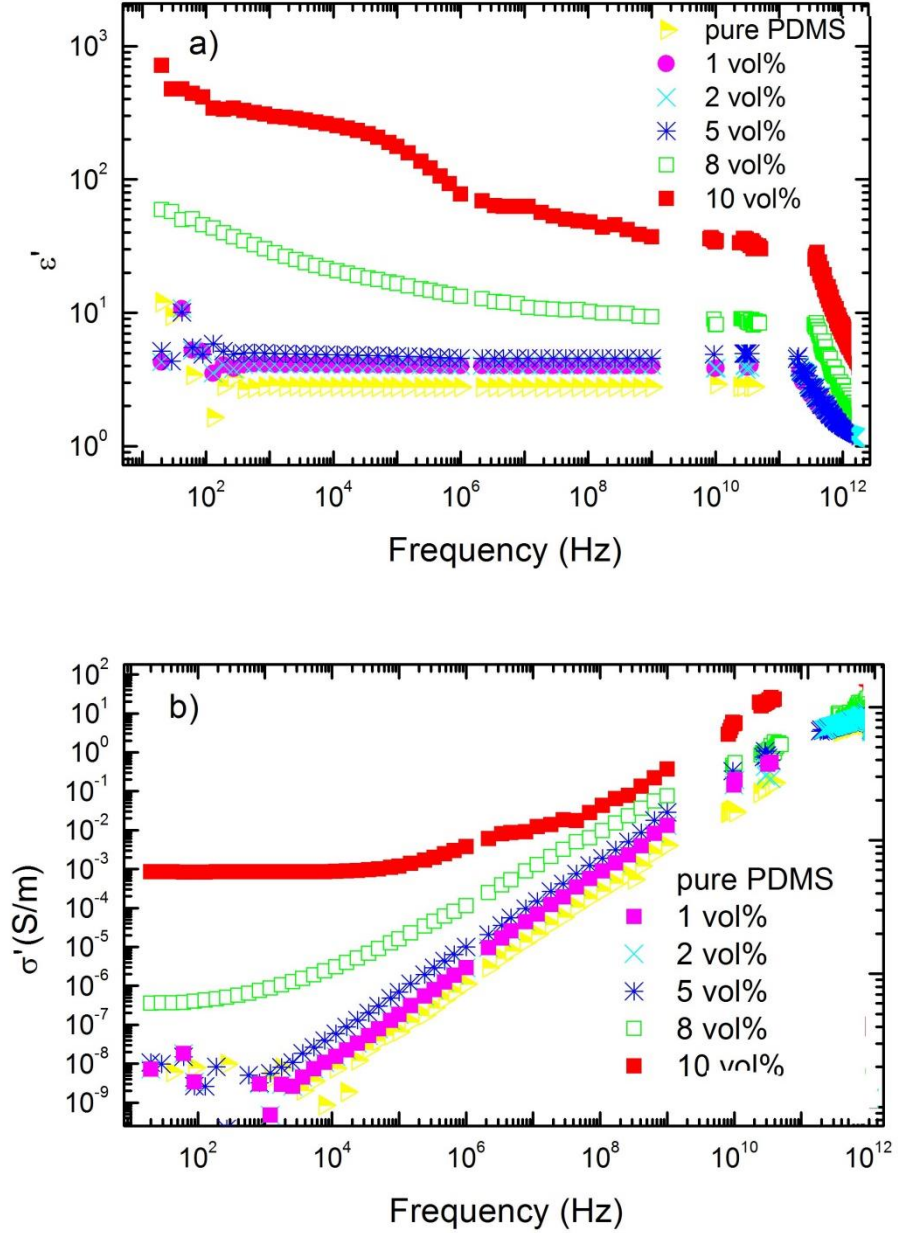 a)
pure PDMS
1 vol%
2 vol%
5 vol%
8 vol%
10 vol%
10³
10²
10¹
10⁰
ε'
10² 10⁴ 10⁶ 10⁸ 10¹⁰ 10¹²
Frequency (Hz)
b)
10²
10¹
10⁰
10⁻¹
10⁻²
10⁻³
10⁻⁴
10⁻⁵
10⁻⁶
10⁻⁷
10⁻⁸
10⁻⁹
σ'(S/m)
pure PDMS
1 vol%
2 vol%
5 vol%
8 vol%
10 vol%
10² 10⁴ 10⁶ 10⁸ 10¹⁰ 10¹²
Frequency (Hz)